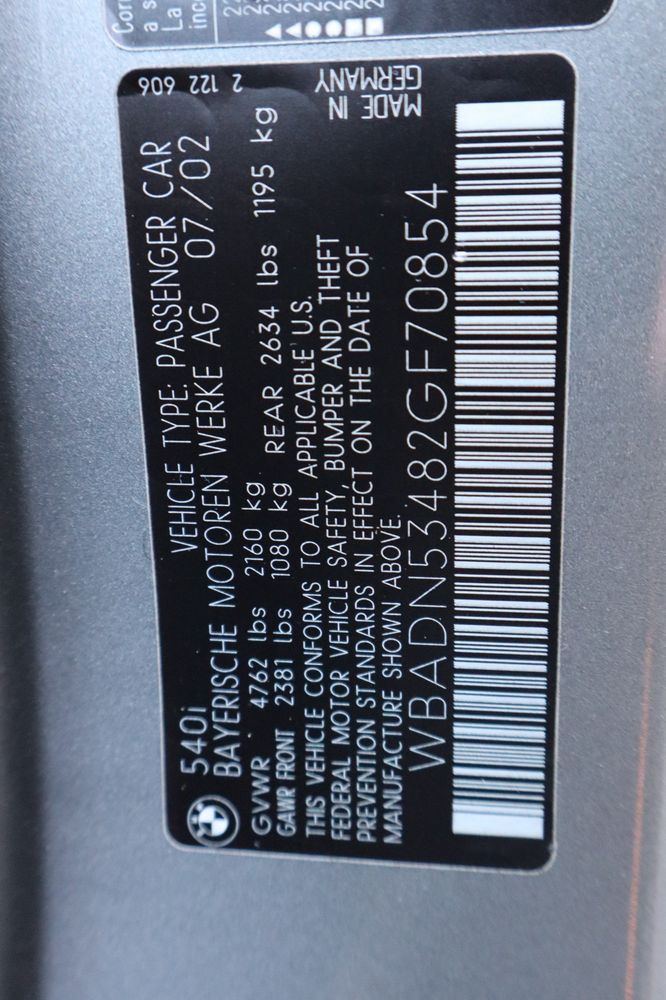 Cor
a s
La
incl
540i VEHICLE TYPE: PASSENGER CAR
BAYERISCHE MOTOREN WERKE AG 07/02
GVWR 4762 lbs 2160 kg
GAWR FRONT 2381 lbs 1080 kg REAR 2634 lbs 1195 kg
THIS VEHICLE CONFORMS TO ALL APPLICABLE U.S.
FEDERAL MOTOR VEHICLE SAFETY, BUMPER AND THEFT
PREVENTION STANDARDS IN EFFECT ON THE DATE OF
MANUFACTURE SHOWN ABOVE.
WBADN53482GF70854
2 122 606
MADE IN
GERMANY